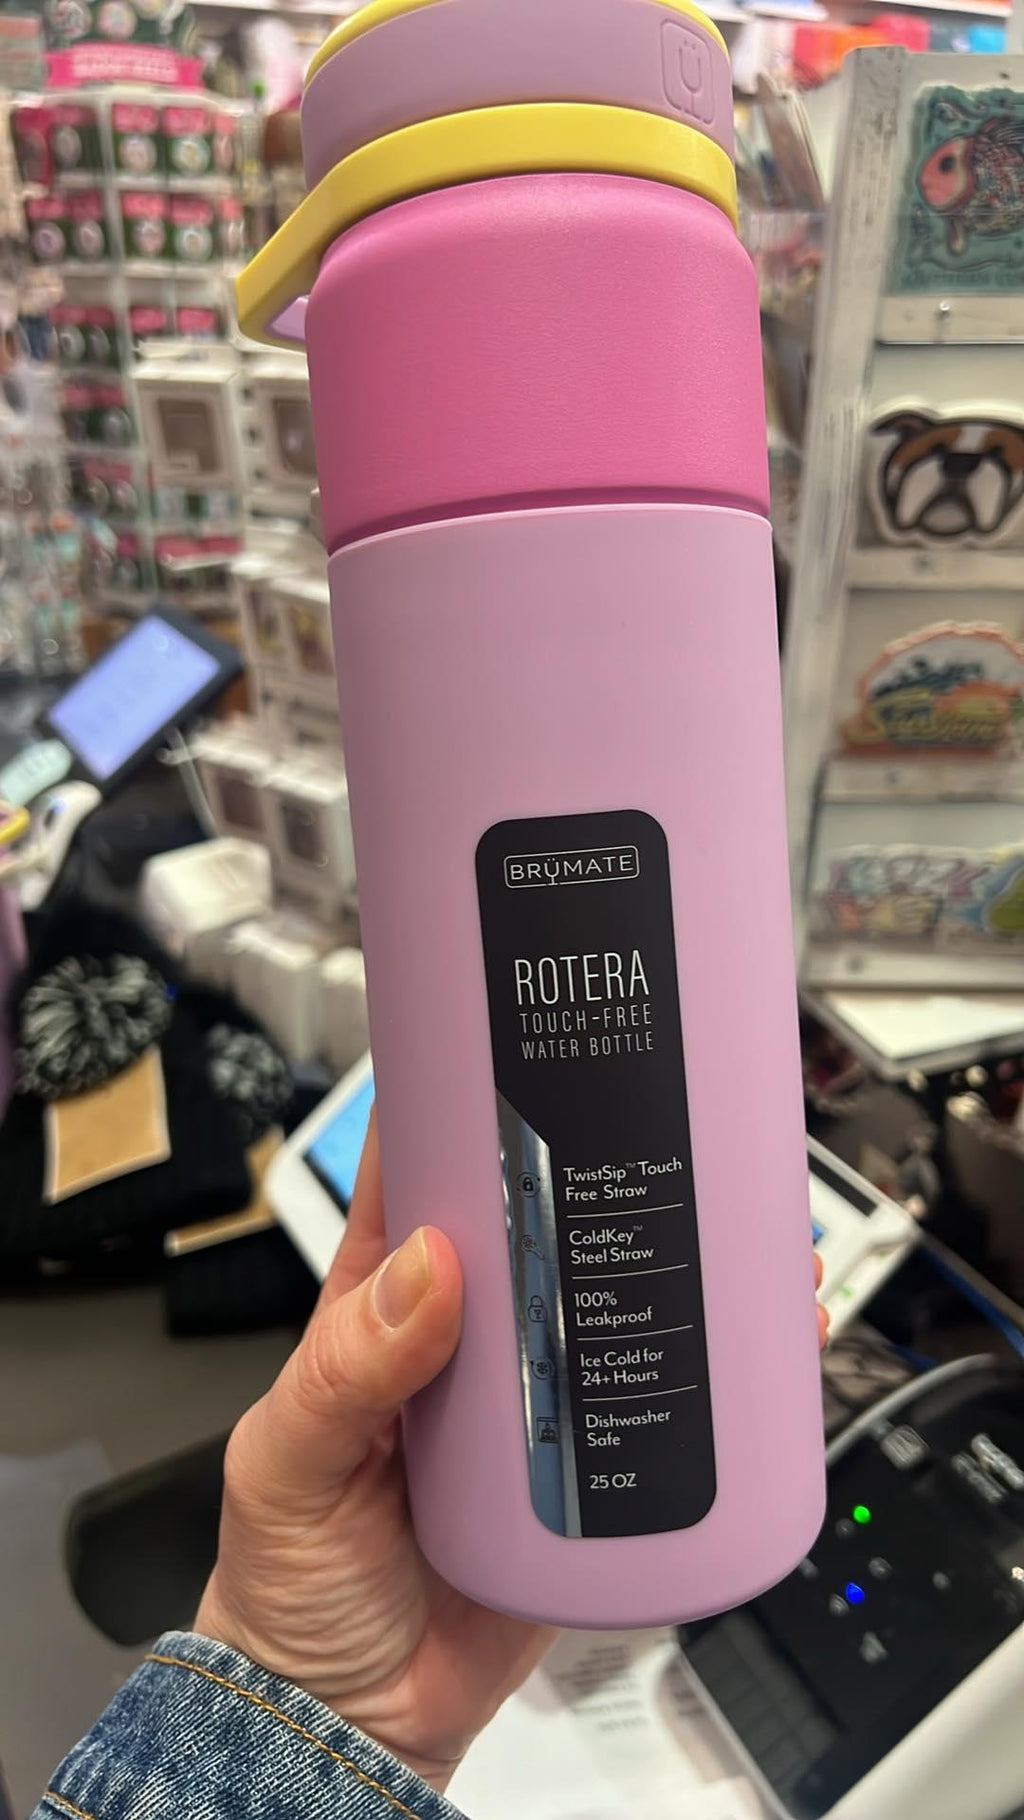 BRÜMATE
ROTERA
TOUCH-FREE
WATER BOTTLE
TwistSip™ Touch
Free Straw
ColdKey™
Steel Straw
100%
Leakproof
Ice Cold for
24+ Hours
Dishwasher
Safe
25 OZ